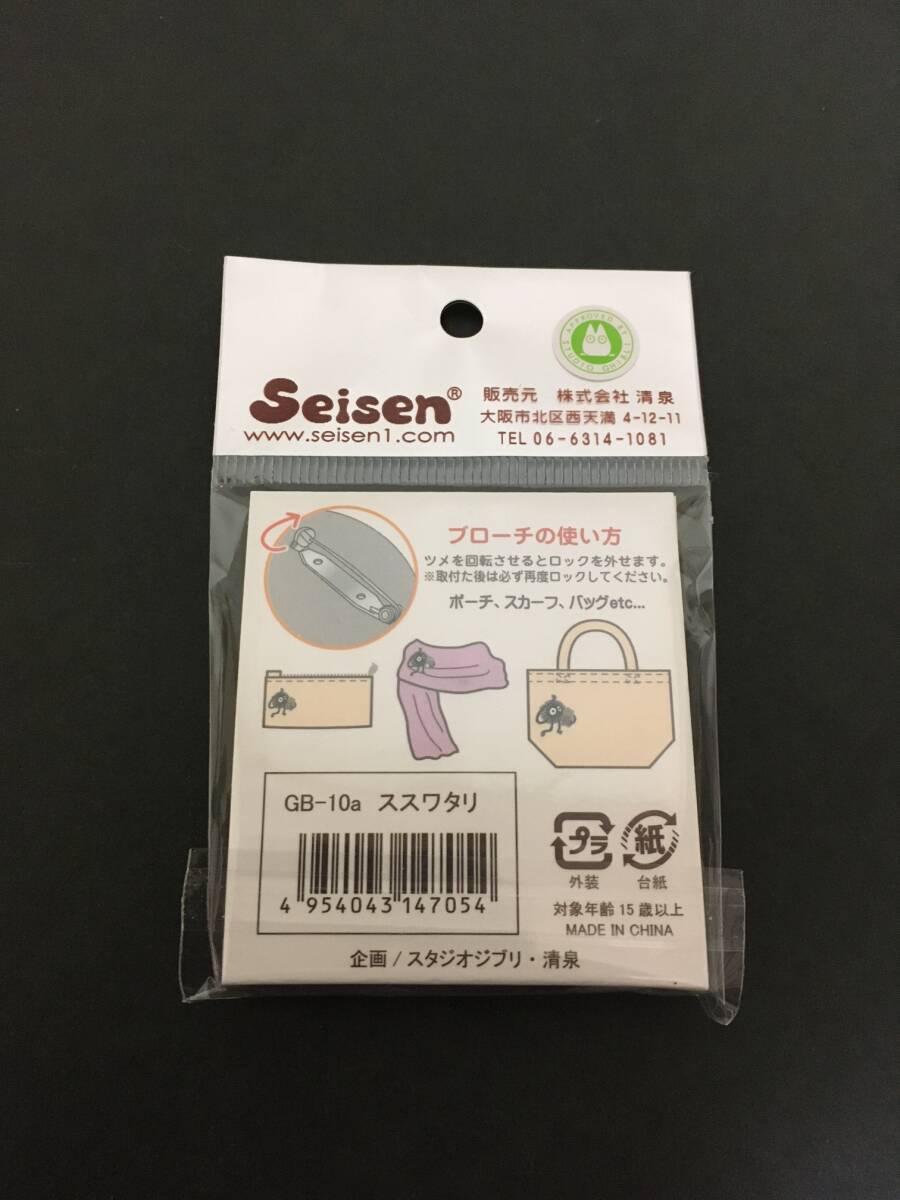 APPROVED BY
STUDIO GHIBLI
Seisen®
www.seisen1.com
販売元 株式会社 清泉
大阪市北区西天満 4-12-11
TEL 06-6314-1081
ブローチの使い方
ツメを回転させるとロックを外せます。
※取付た後は必ず再度ロックしてください。
ポーチ、スカーフ、バッグetc...
GB-10a ススワタリ
4 954043 147054
プラ
外装
紙
台紙
対象年齢 15 歳以上
MADE IN CHINA
企画 / スタジオジブリ・清泉